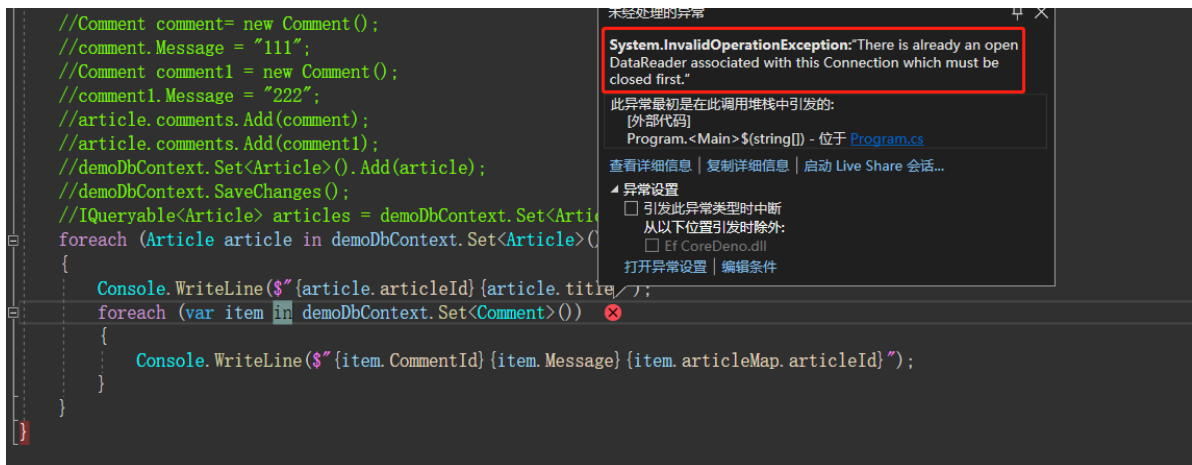 //Comment comment= new Comment();
//comment.Message = "111";
//Comment comment1 = new Comment();
//comment1.Message = "222";
//article.comments.Add(comment);
//article.comments.Add(comment1);
//demoDbContext.Set<Article>().Add(article);
//demoDbContext.SaveChanges();
//IQueryable<Article> articles = demoDbContext.Set<Artic
foreach (Article article in demoDbContext.Set<Article>()
{
Console.WriteLine($"{article.articleId}{article.title}");
foreach (var item in demoDbContext.Set<Comment>())
{
Console.WriteLine($"{item.CommentId}{item.Message}{item.articleMap.articleId}");
}
}
}
未经处理的异常
System.InvalidOperationException:"There is already an open
DataReader associated with this Connection which must be
closed first."
此异常最初是在此调用堆栈中引发的:
[外部代码]
Program.<Main>$(string[]) - 位于 Program.cs
查看详细信息 | 复制详细信息 | 启动 Live Share 会话...
异常设置
引发此异常类型时中断
从以下位置引发时除外:
Ef CoreDeno.dll
打开异常设置 | 编辑条件